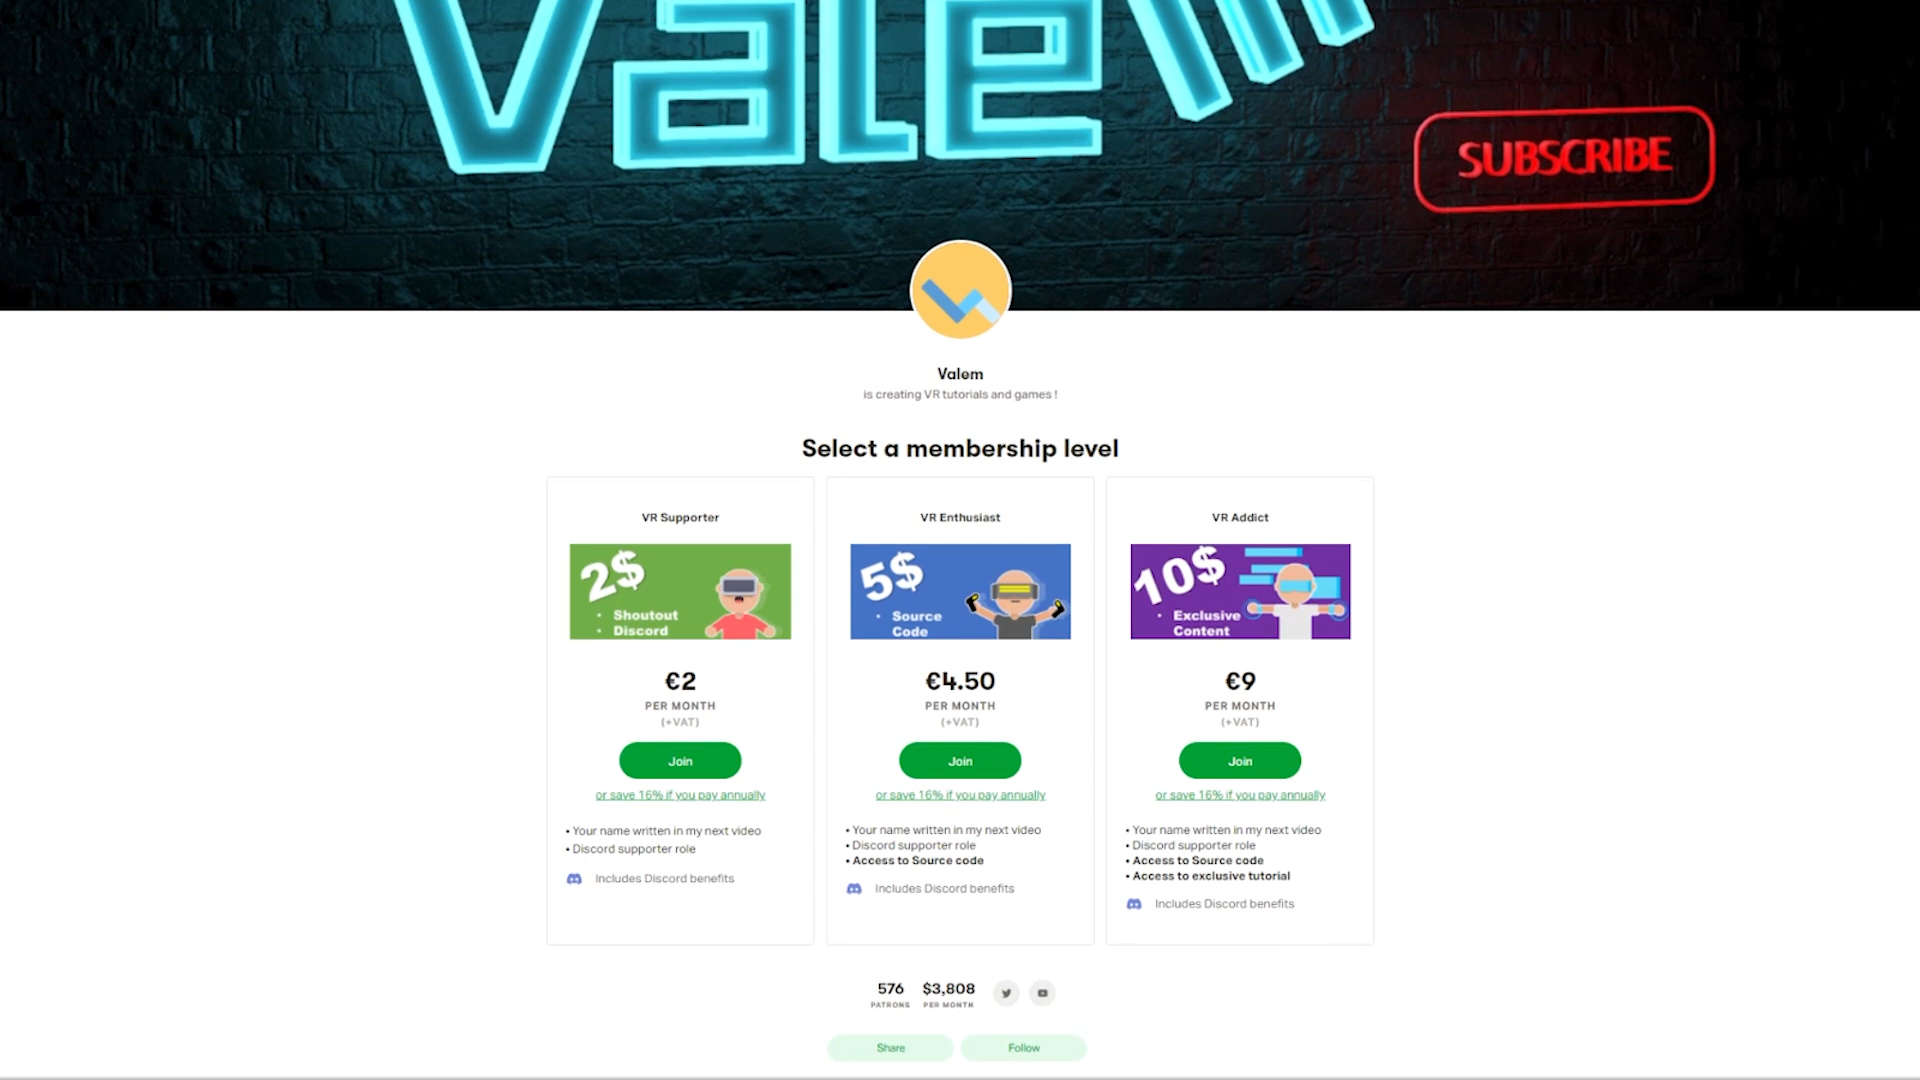 Valem
SUBSCRIBE
Valem
is creating VR tutorials and games !
Select a membership level
VR Supporter
2$
• Shoutout
• Discord
€2
PER MONTH
(+VAT)
Join
or save 16% if you pay annually
• Your name written in my next video
• Discord supporter role
Includes Discord benefits
VR Enthusiast
5$
• Source
Code
€4.50
PER MONTH
(+VAT)
Join
or save 16% if you pay annually
• Your name written in my next video
• Discord supporter role
• Access to Source code
Includes Discord benefits
VR Addict
10$
• Exclusive
Content
€9
PER MONTH
(+VAT)
Join
or save 16% if you pay annually
• Your name written in my next video
• Discord supporter role
• Access to Source code
• Access to exclusive tutorial
Includes Discord benefits
576
PATRONS
$3,808
PER MONTH
Share
Follow